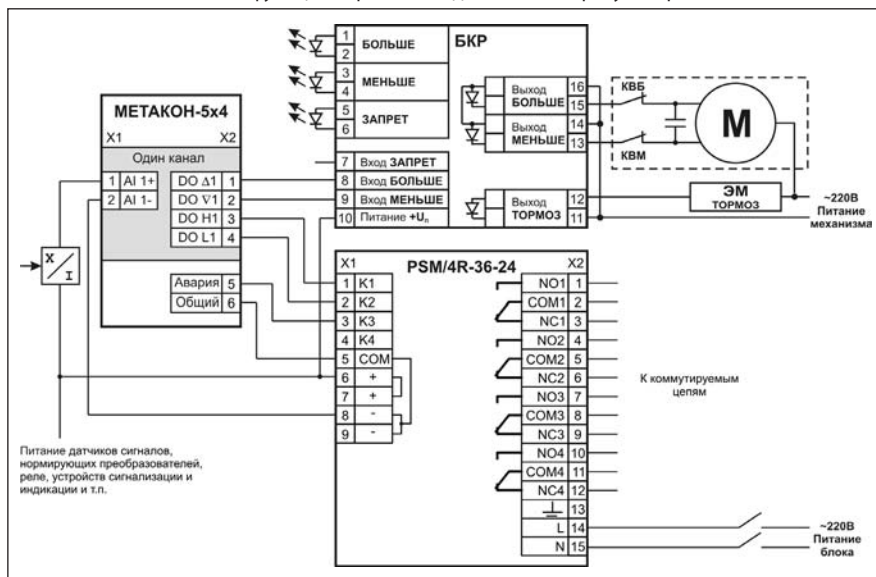 БКР
1
2
БОЛЬШЕ
3
4
МЕНЬШЕ
5
6
ЗАПРЕТ
7 Вход ЗАПРЕТ
8 Вход БОЛЬШЕ
9 Вход МЕНЬШЕ
10 Питание +Uп
Выход БОЛЬШЕ
16
15
Выход МЕНЬШЕ
14
13
Выход ТОРМОЗ
12
11
КВБ
КВМ
М
ЭМ
ТОРМОЗ
~220В
Питание
механизма
МЕТАКОН-5х4
X1 X2
Один канал
1 AI 1+ DO Δ1 1
2 AI 1- DO ∇1 2
DO H1 3
DO L1 4
Авария 5
Общий 6
X
I
X1 PSM/4R-36-24 X2
1 K1 NO1 1
2 K2 COM1 2
3 K3 NC1 3
4 K4 NO2 4
5 COM COM2 5
6 + NC2 6
7 + NO3 7
8 - COM3 8
9 - NC3 9
NO4 10
COM4 11
NC4 12
13
L 14
N 15
К коммутируемым
цепям
~220В
Питание
блока
Питание датчиков сигналов,
нормирующих преобразователей,
реле, устройств сигнализации и
индикации и т.п.